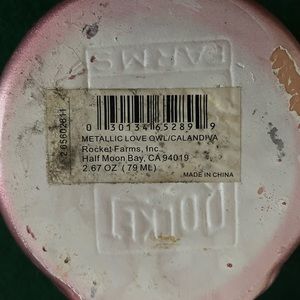 FARMS
0 30134 65289 9
METALLIC LOVE OWL/CALANDIVA
Rocket Farms, Inc.
Half Moon Bay, CA 94019
2.67 OZ (79 ML)
MADE IN CHINA
ROCKET